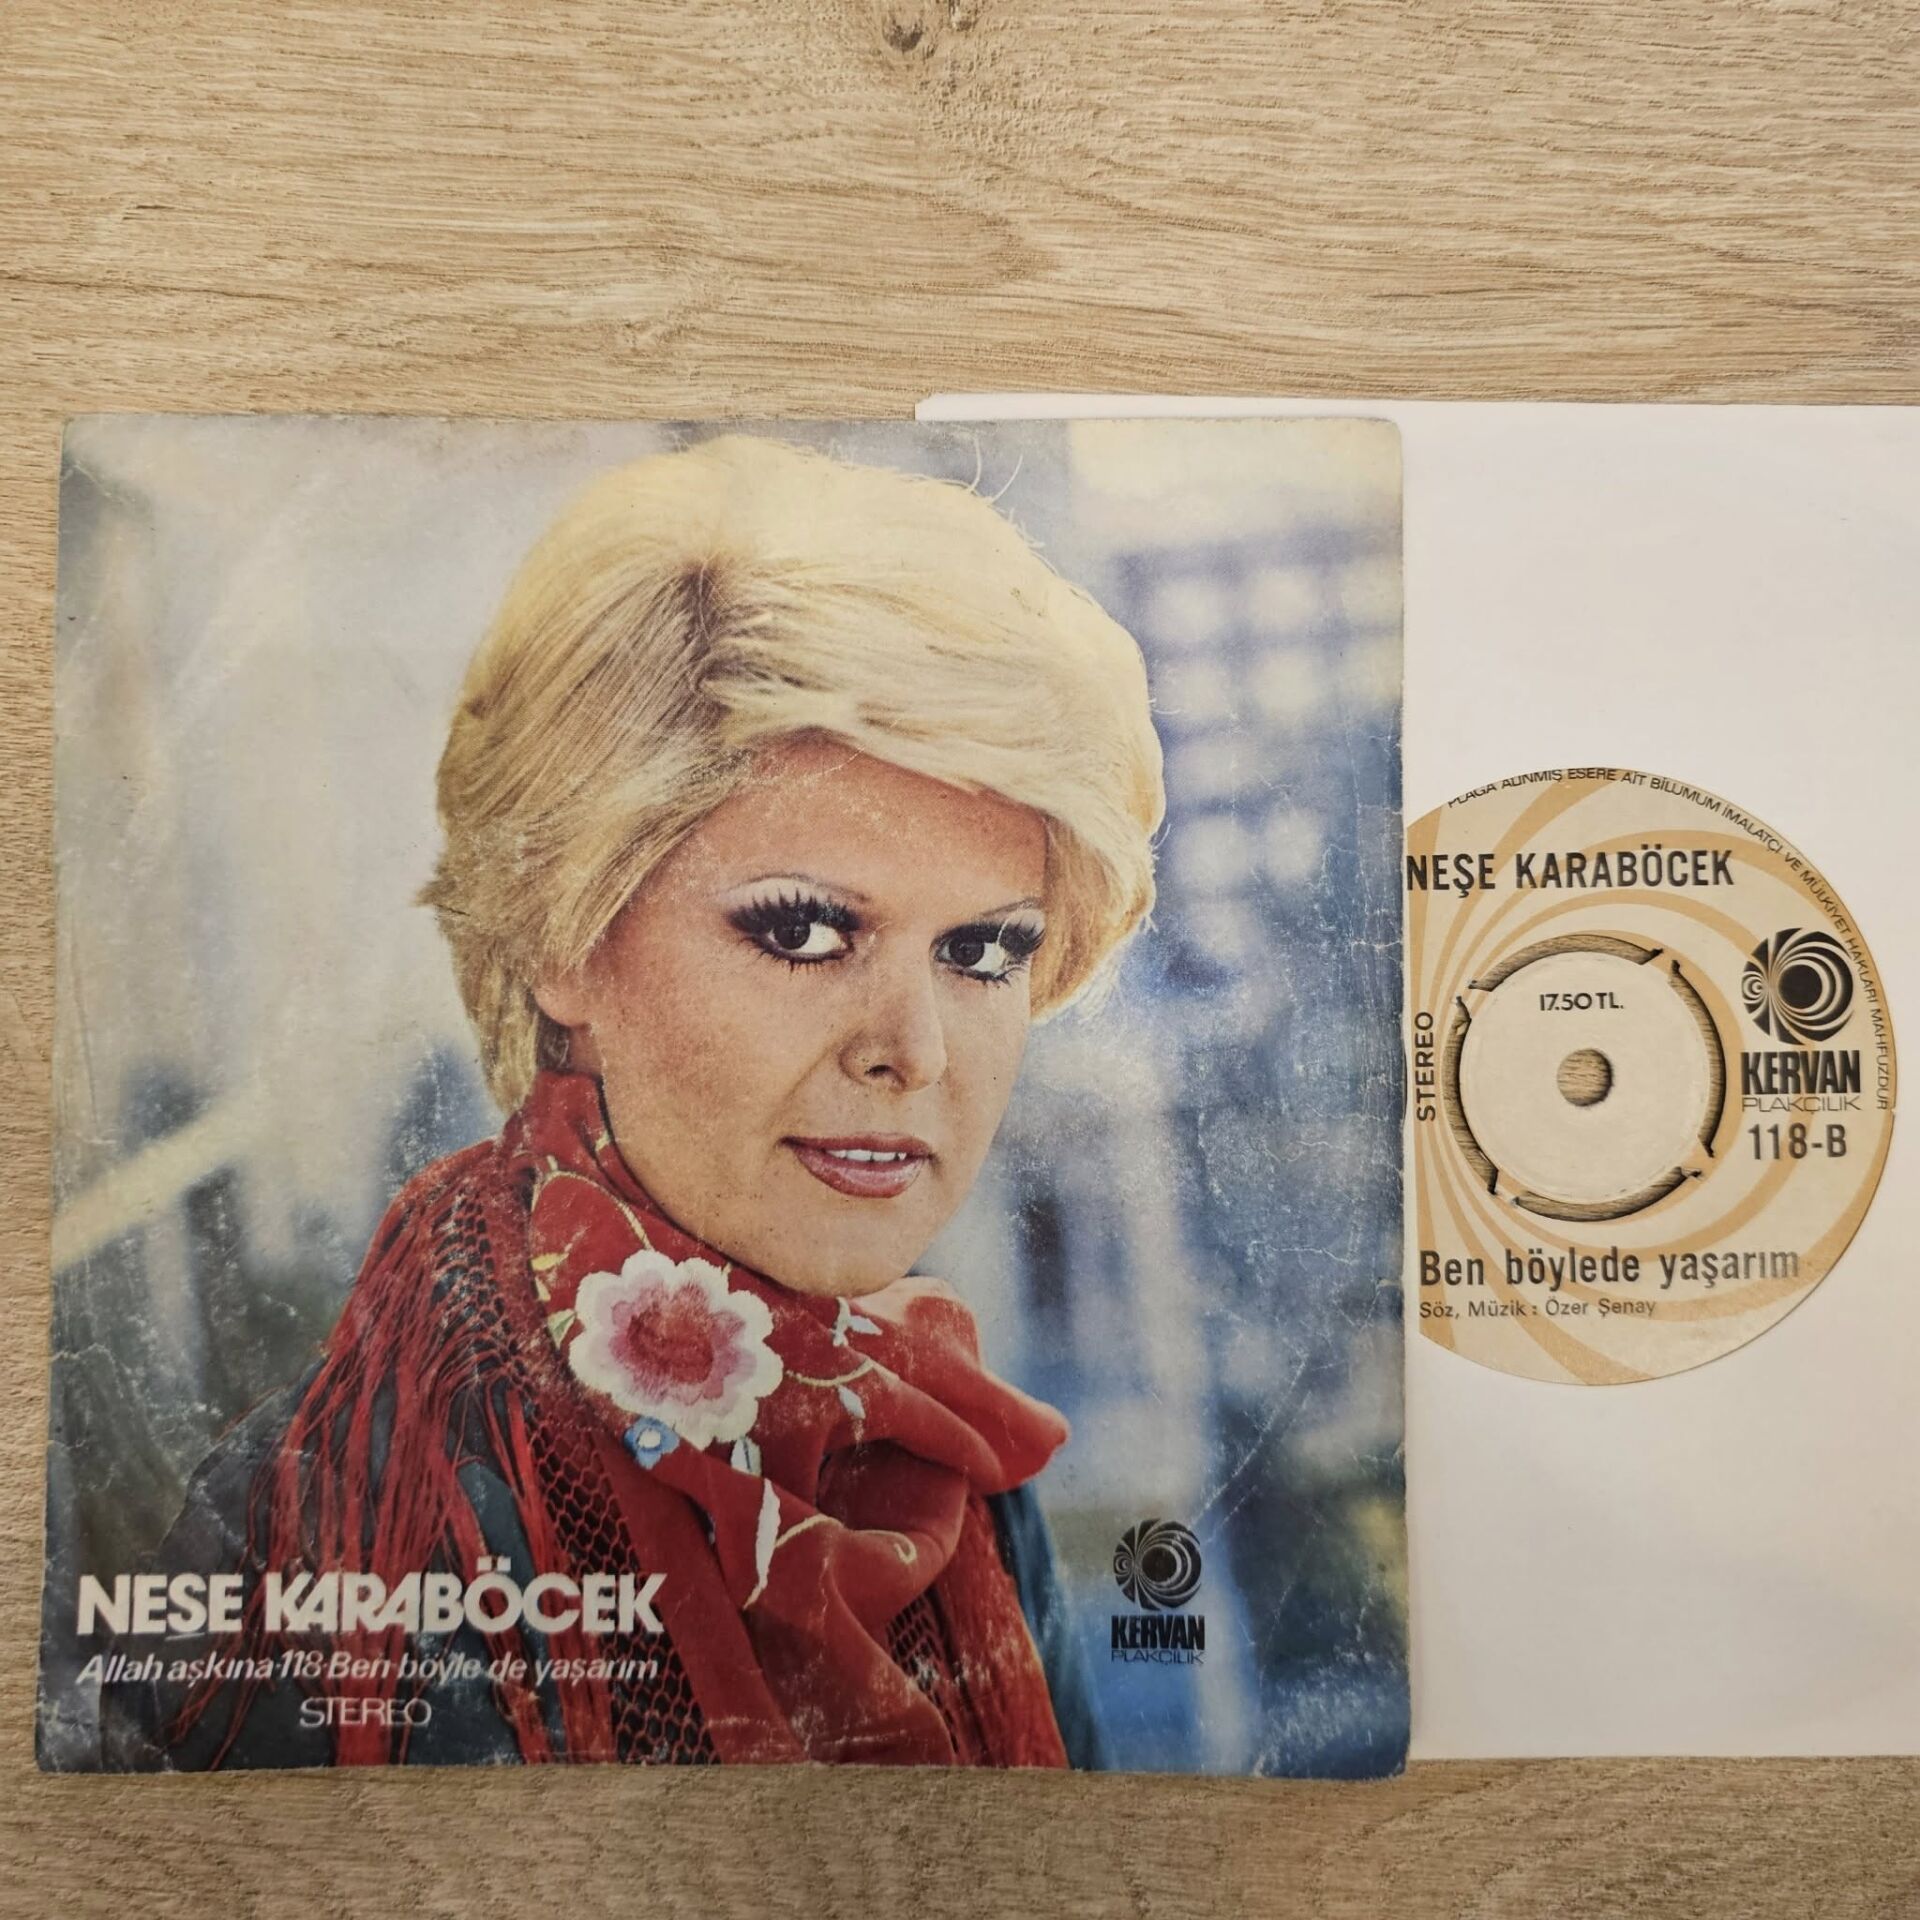 NEŞE KARABÖCEK
Allah aşkına·118·Ben böyle de yaşarım
STEREO
KERVAN
PLAKÇILIK
PLAĞA ALINMIŞ ESERE AİT BİLUMUM İMALATÇI VE MÜLKİYET HAKLARI MAHFUZDUR
NEŞE KARABÖCEK
17.50 TL.
STEREO
KERVAN
PLAKÇILIK
118-B
Ben böylede yaşarım
Söz, Müzik : Özer Şenay